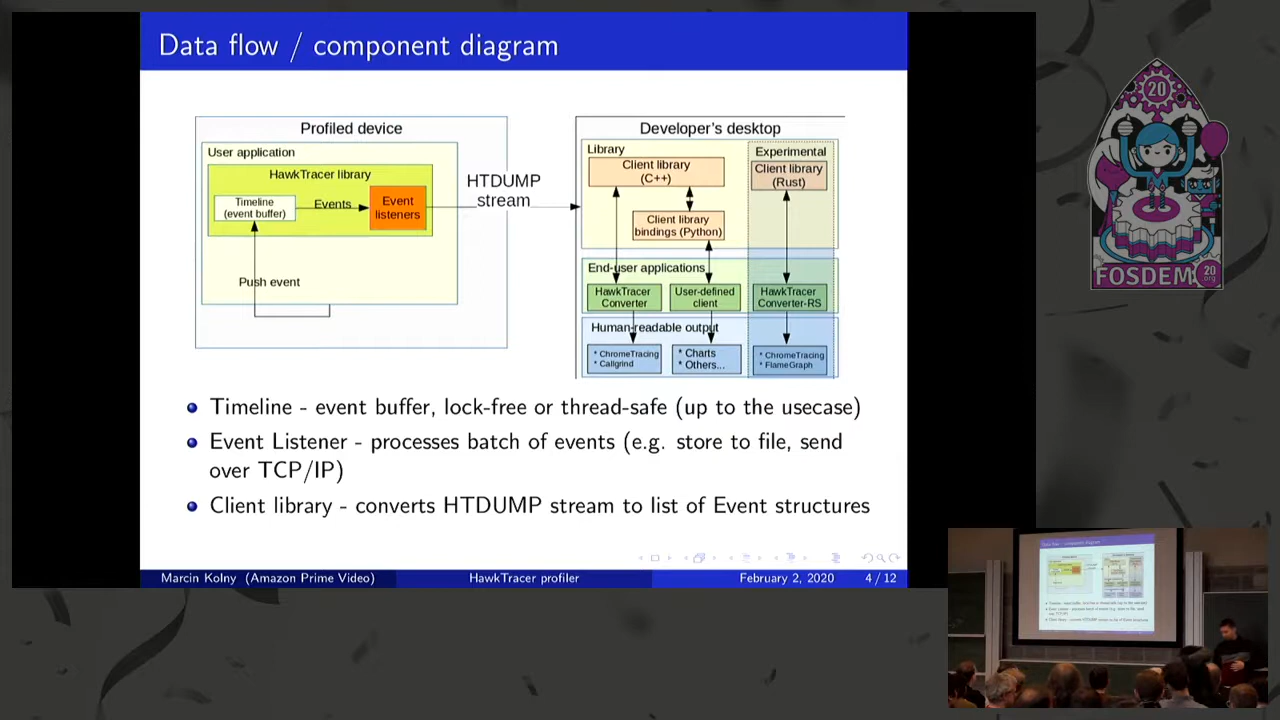 Data flow / component diagram
Profiled device
User application
HawkTracer library
Timeline
(event buffer)
Events
Event
listeners
Push event
HTDUMP
stream
Developer's desktop
Library
Client library
(C++)
Client library
bindings (Python)
Experimental
Client library
(Rust)
End-user applications
HawkTracer
Converter
User-defined
client
HawkTracer
Converter-RS
Human-readable output
* ChromeTracing
* Callgrind
* Charts
* Others...
* ChromeTracing
* FlameGraph
Timeline - event buffer, lock-free or thread-safe (up to the usecase)
Event Listener - processes batch of events (e.g. store to file, send
over TCP/IP)
Client library - converts HTDUMP stream to list of Event structures
Marcin Kolny (Amazon Prime Video)
HawkTracer profiler
February 2, 2020
4 / 12
20
FOSDEM
20
.org